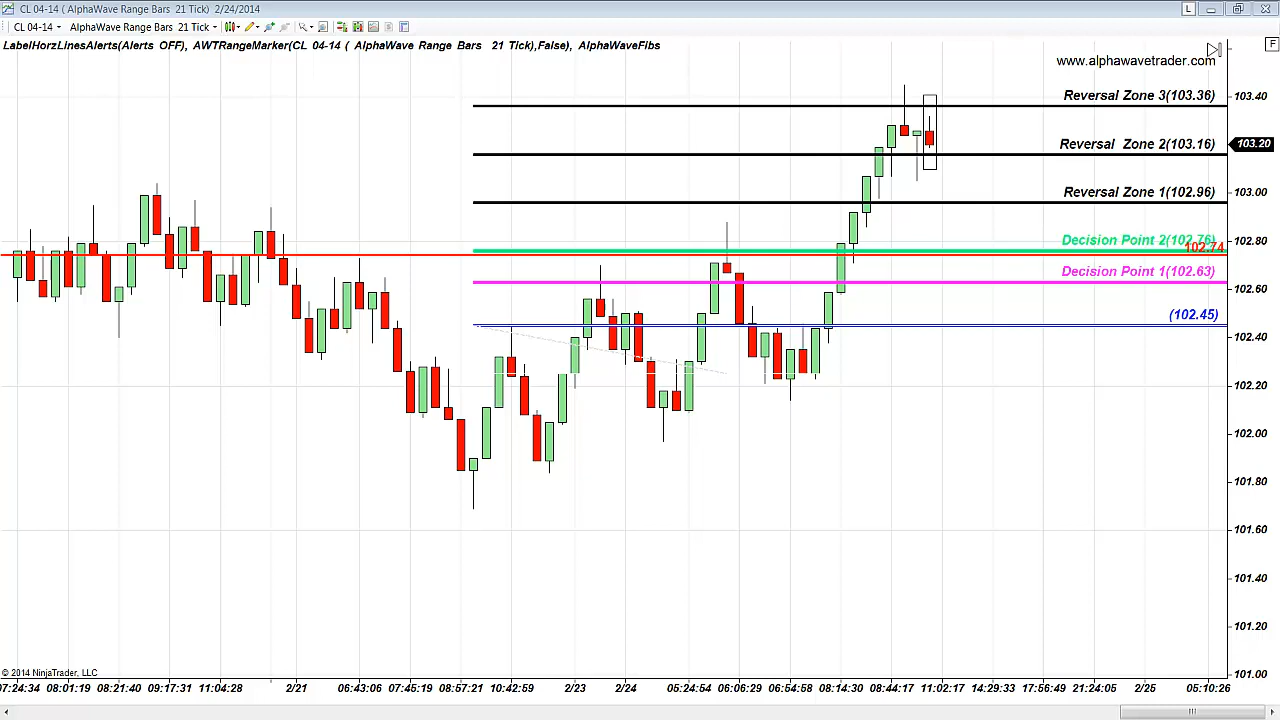 CL 04-14 ( AlphaWave Range Bars 21 Tick) 2/24/2014
L
CL 04-14 AlphaWave Range Bars 21 Tick
LabelHorzLinesAlerts(Alerts OFF), AWTRangeMarker(CL 04-14 ( AlphaWave Range Bars 21 Tick),False), AlphaWaveFibs
F
www.alphawavetrader.com
Reversal Zone 3(103.36)
103.40
Reversal Zone 2(103.16)
103.20
Reversal Zone 1(102.96)
103.00
Decision Point 2(102.76)
102.80
102.74
Decision Point 1(102.63)
102.60
(102.45)
102.40
102.20
102.00
101.80
101.60
101.40
101.20
101.00
© 2014 NinjaTrader, LLC
07:24:34 08:01:19 08:21:40 09:17:31 11:04:28 2/21 06:43:06 07:45:19 08:57:21 10:42:59 2/23 2/24 05:24:54 06:06:29 06:54:58 08:14:30 08:44:17 11:02:17 14:29:33 17:56:49 21:24:05 2/25 05:10:26